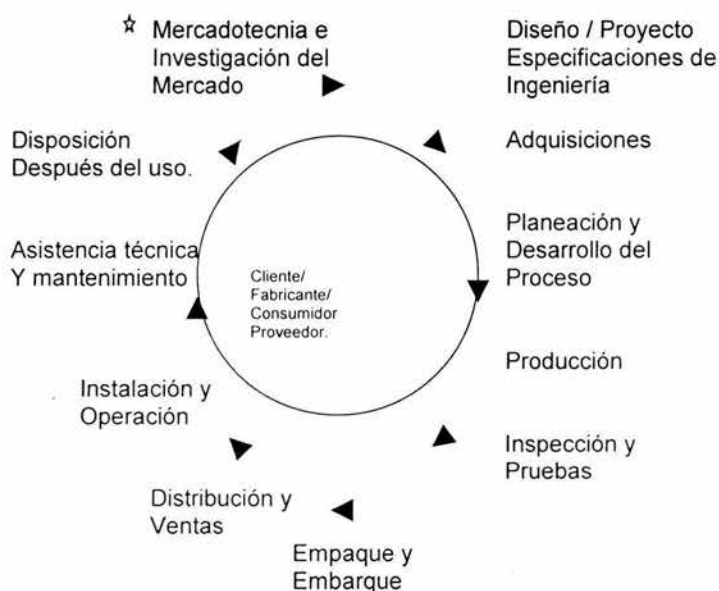 ☆ Mercadotecnia e
Investigación del
Mercado
Diseño / Proyecto
Especificaciones de
Ingeniería
Adquisiciones
Planeación y
Desarrollo del
Proceso
Producción
Inspección y
Pruebas
Empaque y
Embarque
Distribución y
Ventas
Instalación y
Operación
Asistencia técnica
Y mantenimiento
Disposición
Después del uso.
Cliente/
Fabricante/
Consumidor
Proveedor.